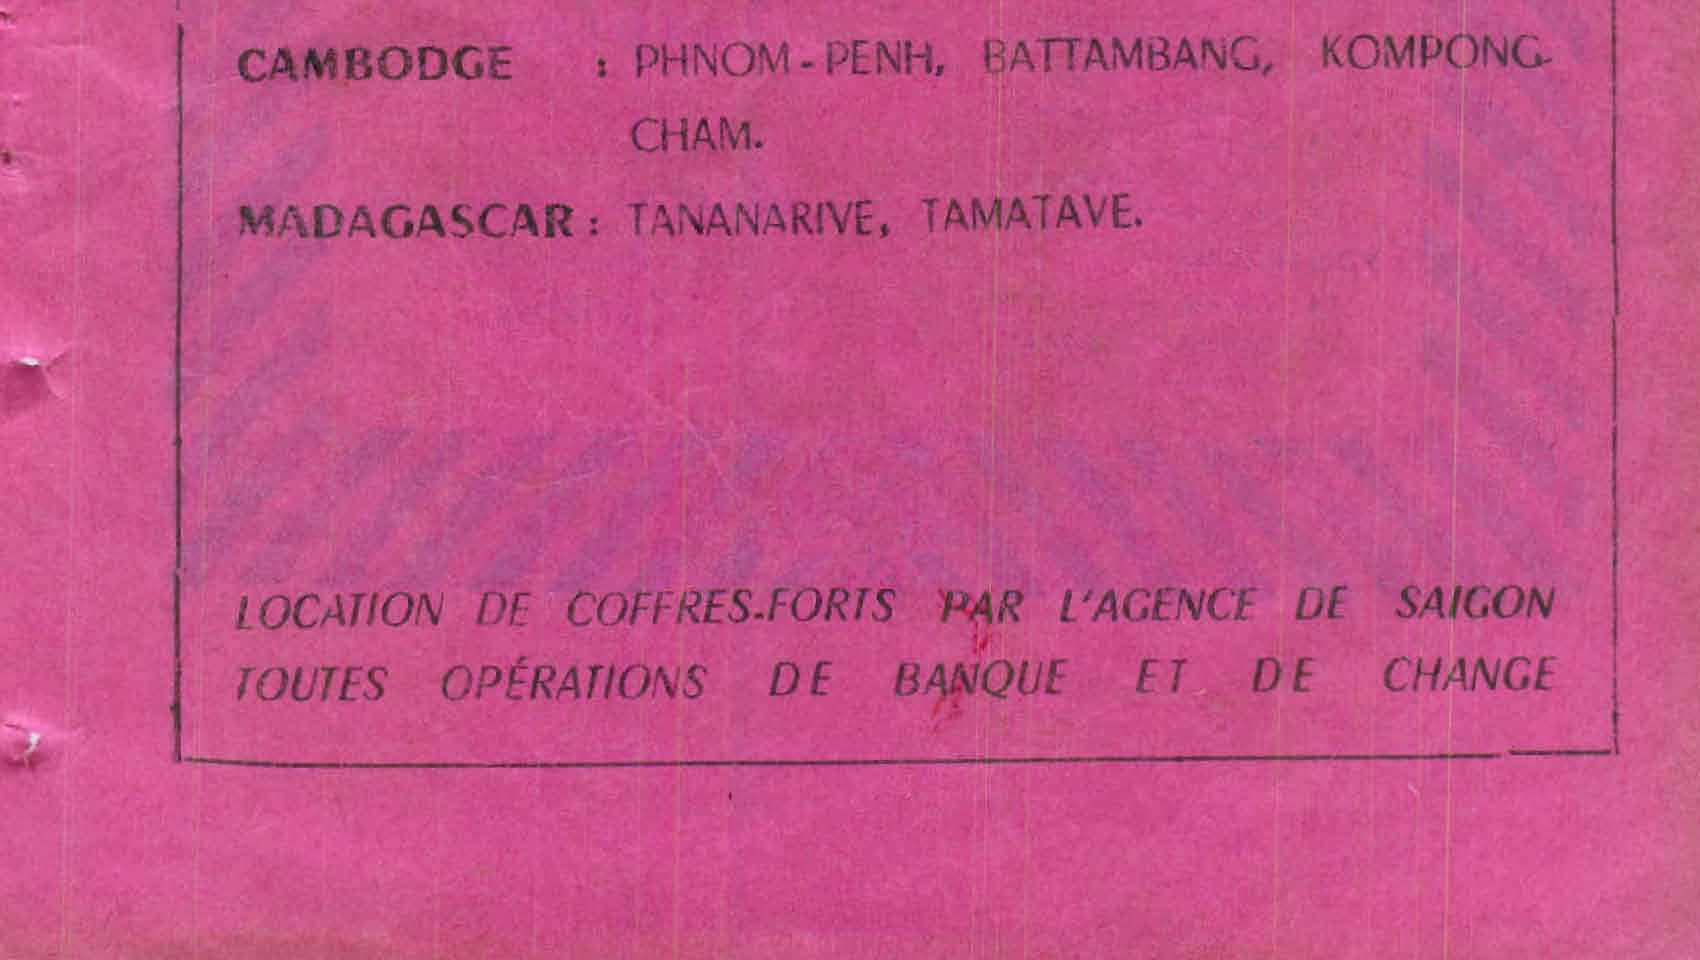 CAMBODGE : PHNOM-PENH, BATTAMBANG, KOMPONG-
CHAM.
MADAGASCAR : TANANARIVE, TAMATAVE.
LOCATION DE COFFRES-FORTS PAR L'AGENCE DE SAIGON
TOUTES OPÉRATIONS DE BANQUE ET DE CHANGE